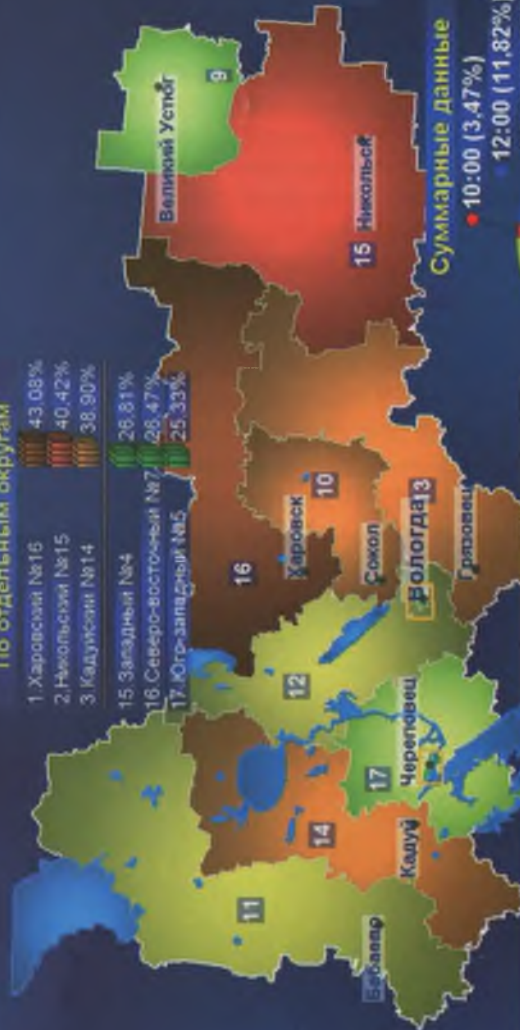 По отдельным округам
1.Харовский №16 43.08%
2.Никольский №15 40.42%
3.Кадуйский №14 38.90%
15.Западный №4 26.81%
16.Северо-восточный №7 26.47%
17.Юго-западный №5 25.33%
Великий Устюг
9
15 Никольск
16
Харовск
10
Сокол
Вологда
13
Грязовец
12
17
Череповец
14
Кадуй
11
Бабаево
Суммарные данные
10:00 (3,47%)
12:00 (11,82%)